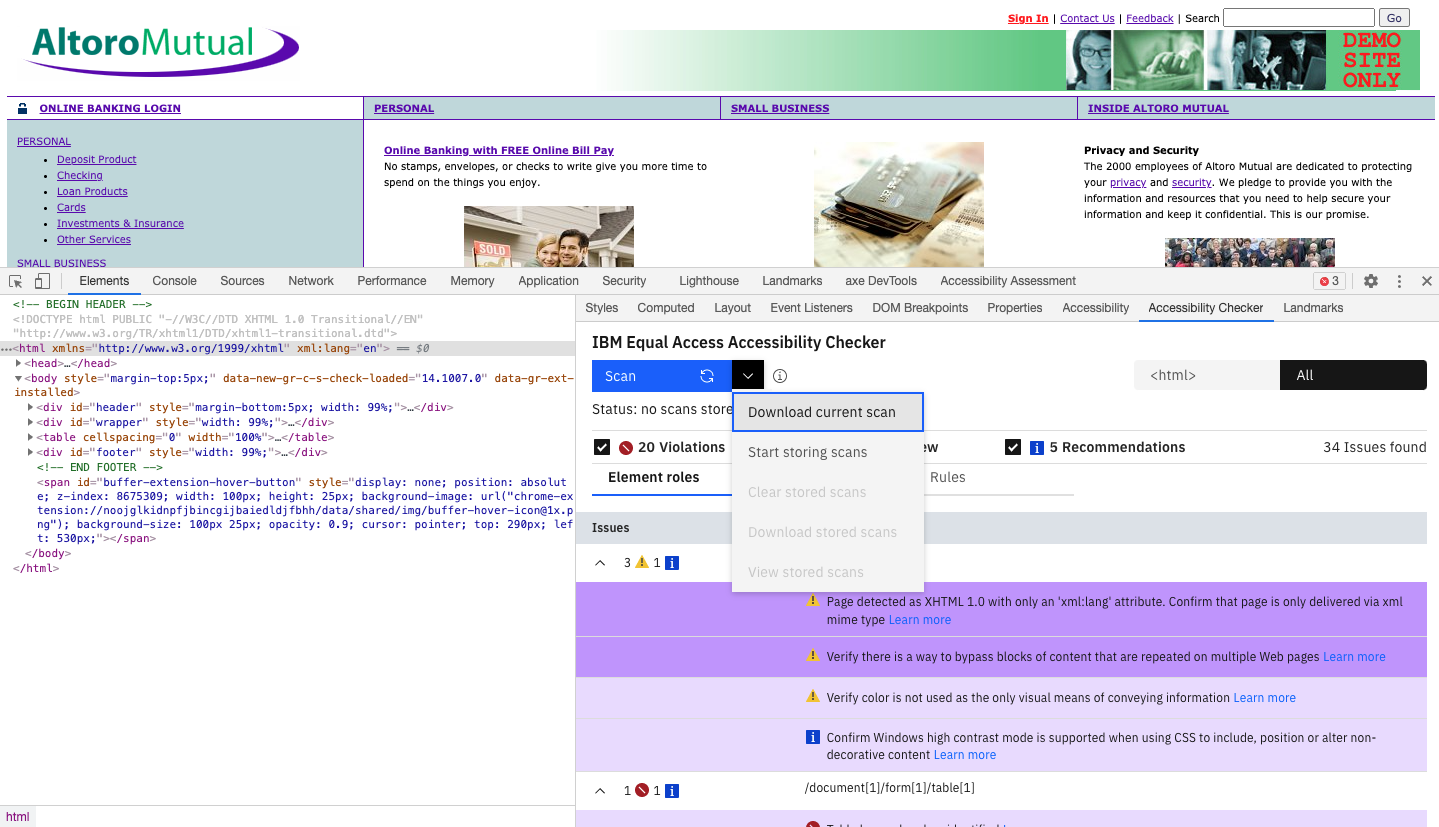 Sign In | Contact Us | Feedback | Search Go
AltoroMutual
DEMO
SITE
ONLY
ONLINE BANKING LOGIN
PERSONAL
SMALL BUSINESS
INSIDE ALTORO MUTUAL
PERSONAL
Deposit Product
Checking
Loan Products
Cards
Investments & Insurance
Other Services
SMALL BUSINESS
Online Banking with FREE Online Bill Pay
No stamps, envelopes, or checks to write give you more time to
spend on the things you enjoy.
SOLD
Privacy and Security
The 2000 employees of Altoro Mutual are dedicated to protecting
your privacy and security. We pledge to provide you with the
information and resources that you need to help secure your
information and keep it confidential. This is our promise.
Elements Console Sources Network Performance Memory Application Security Lighthouse Landmarks axe DevTools Accessibility Assessment 3
<!-- BEGIN HEADER -->
<!DOCTYPE html PUBLIC "-//W3C//DTD XHTML 1.0 Transitional//EN"
"http://www.w3.org/TR/xhtml1/DTD/xhtml1-transitional.dtd">
…<html xmlns="http://www.w3.org/1999/xhtml" xml:lang="en"> == $0
<head>…</head>
<body style="margin-top:5px;" data-new-gr-c-s-check-loaded="14.1007.0" data-gr-ext-
installed>
<div id="header" style="margin-bottom:5px; width: 99%;">…</div>
<div id="wrapper" style="width: 99%;">…</div>
<table cellspacing="0" width="100%">…</table>
<div id="footer" style="width: 99%;">…</div>
<!-- END FOOTER -->
<span id="buffer-extension-hover-button" style="display: none; position: absolut
e; z-index: 8675309; width: 100px; height: 25px; background-image: url("chrome-ex
tension://noojglkidnpfjbincgijbaiedldjfbhh/data/shared/img/buffer-hover-icon@1x.p
ng"); background-size: 100px 25px; opacity: 0.9; cursor: pointer; top: 290px; lef
t: 530px;"></span>
</body>
</html>
html
Styles Computed Layout Event Listeners DOM Breakpoints Properties Accessibility Accessibility Checker Landmarks
IBM Equal Access Accessibility Checker
Scan
<html> All
Status: no scans store
Download current scan
Start storing scans
Clear stored scans
Download stored scans
View stored scans
20 Violations ew 5 Recommendations 34 Issues found
Element roles Rules
Issues
3 1
Page detected as XHTML 1.0 with only an 'xml:lang' attribute. Confirm that page is only delivered via xml
mime type Learn more
Verify there is a way to bypass blocks of content that are repeated on multiple Web pages Learn more
Verify color is not used as the only visual means of conveying information Learn more
Confirm Windows high contrast mode is supported when using CSS to include, position or alter non-
decorative content Learn more
1 1 /document[1]/form[1]/table[1]